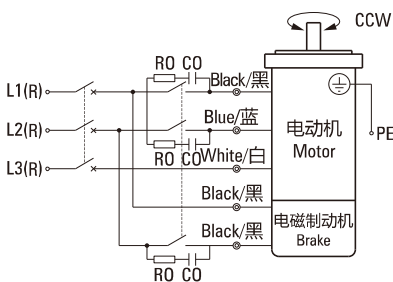 CCW
RO CO
L1(R)
Black/黑
L2(R)
Blue/蓝
电动机
Motor
PE
RO CO
White/白
L3(R)
Black/黑
电磁制动机
Brake
Black/黑
RO CO